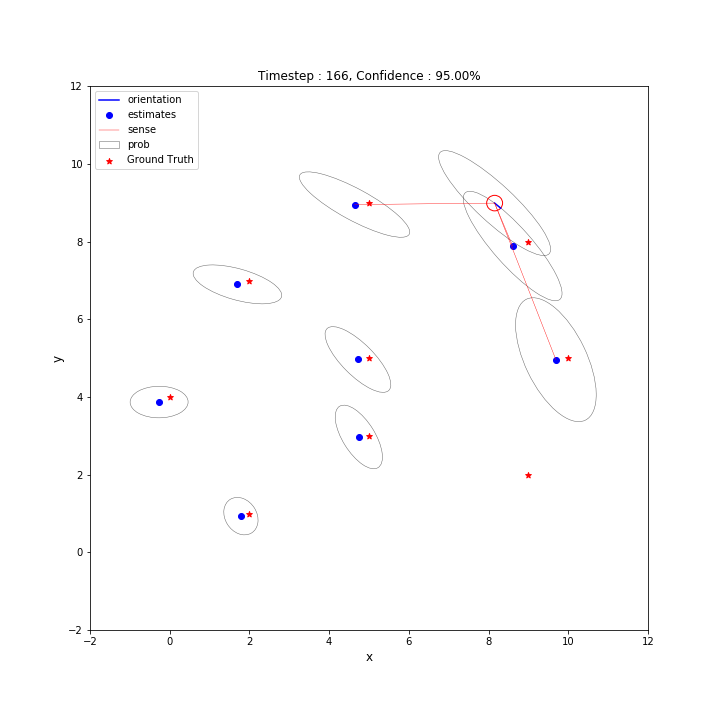 Timestep : 166, Confidence : 95.00%
orientation
estimates
sense
prob
Ground Truth
12
10
8
6
4
2
0
−2
y
−2 0 2 4 6 8 10 12
x